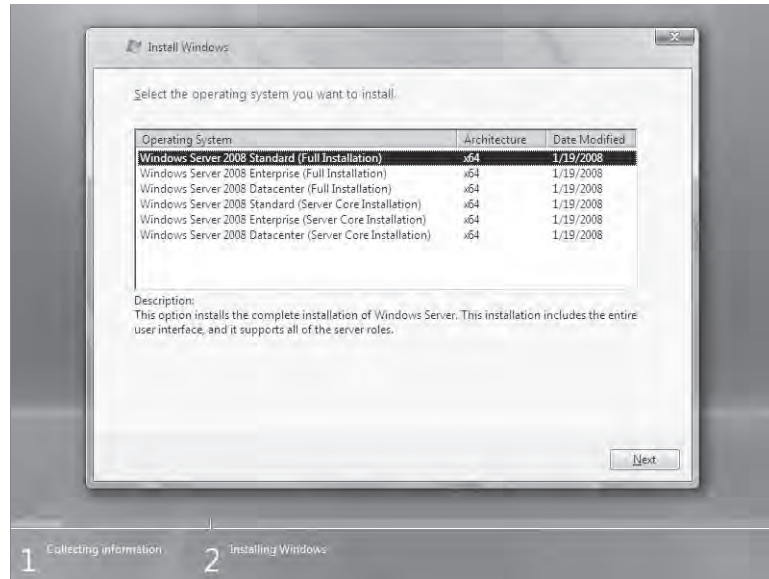 Install Windows
Select the operating system you want to install.
Operating System Architecture Date Modified
Windows Server 2008 Standard (Full Installation) x64 1/19/2008
Windows Server 2008 Enterprise (Full Installation) x64 1/19/2008
Windows Server 2008 Datacenter (Full Installation) x64 1/19/2008
Windows Server 2008 Standard (Server Core Installation) x64 1/19/2008
Windows Server 2008 Enterprise (Server Core Installation) x64 1/19/2008
Windows Server 2008 Datacenter (Server Core Installation) x64 1/19/2008
Description:
This option installs the complete installation of Windows Server. This installation includes the entire
user interface, and it supports all of the server roles.
Next
1 Collecting information 2 Installing Windows